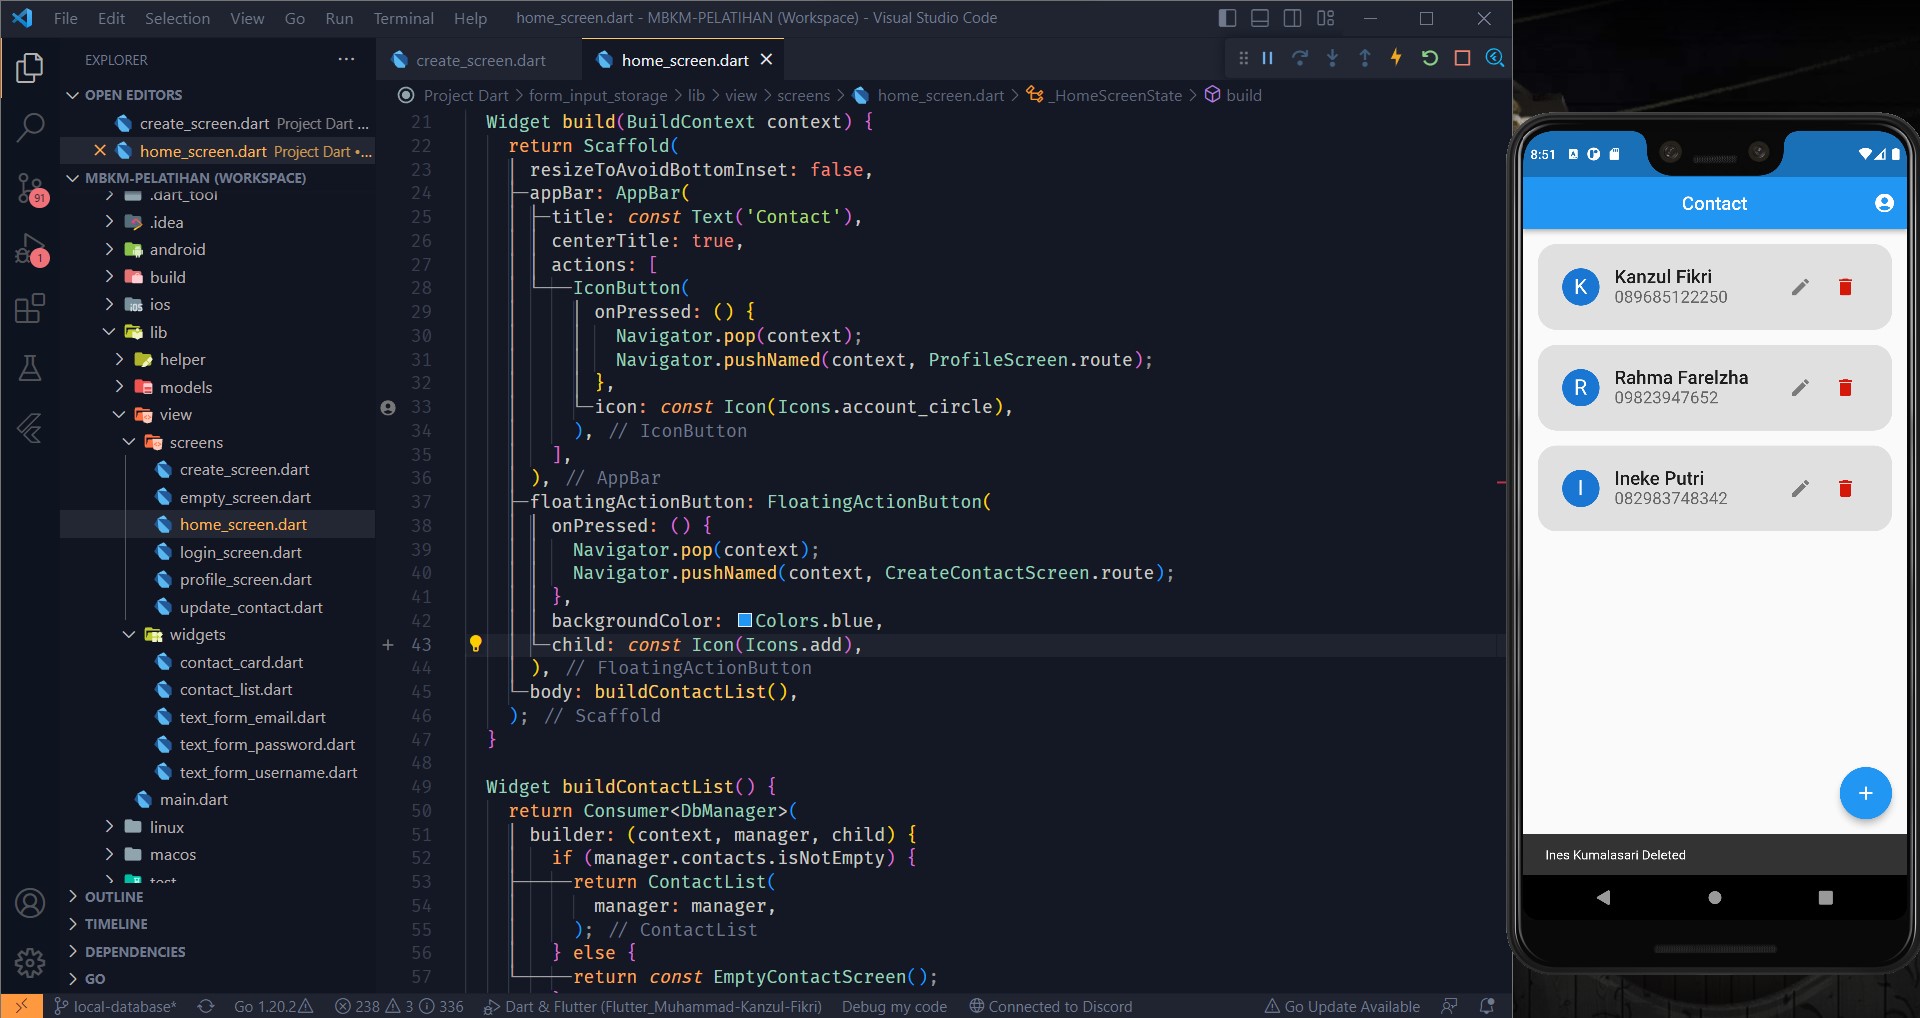 File Edit Selection View Go Run Terminal Help home_screen.dart - MBKM-PELATIHAN (Workspace) - Visual Studio Code
EXPLORER
OPEN EDITORS
create_screen.dart Project Dart ...
home_screen.dart Project Dart •...
MBKM-PELATIHAN (WORKSPACE)
.dart_tool
.idea
android
build
ios
lib
helper
models
view
screens
create_screen.dart
empty_screen.dart
home_screen.dart
login_screen.dart
profile_screen.dart
update_contact.dart
widgets
contact_card.dart
contact_list.dart
text_form_email.dart
text_form_password.dart
text_form_username.dart
main.dart
linux
macos
test
OUTLINE
TIMELINE
DEPENDENCIES
GO
91
1
create_screen.dart home_screen.dart
Project Dart > form_input_storage > lib > view > screens > home_screen.dart > _HomeScreenState > build
21 Widget build(BuildContext context) {
22 return Scaffold(
23 resizeToAvoidBottomInset: false,
24 appBar: AppBar(
25 title: const Text('Contact'),
26 centerTitle: true,
27 actions: [
28 IconButton(
29 onPressed: () {
30 Navigator.pop(context);
31 Navigator.pushNamed(context, ProfileScreen.route);
32 },
33 icon: const Icon(Icons.account_circle),
34 ), // IconButton
35 ],
36 ), // AppBar
37 floatingActionButton: FloatingActionButton(
38 onPressed: () {
39 Navigator.pop(context);
40 Navigator.pushNamed(context, CreateContactScreen.route);
41 },
42 backgroundColor: Colors.blue,
43 child: const Icon(Icons.add),
44 ), // FloatingActionButton
45 body: buildContactList(),
46 ); // Scaffold
47 }
48
49 Widget buildContactList() {
50 return Consumer<DbManager>(
51 builder: (context, manager, child) {
52 if (manager.contacts.isNotEmpty) {
53 return ContactList(
54 manager: manager,
55 ); // ContactList
56 } else {
57 return const EmptyContactScreen();
local-database* Go 1.20.2 238 3 336 Dart & Flutter (Flutter_Muhammad-Kanzul-Fikri) Debug my code Connected to Discord Go Update Available
8:51
Contact
K
Kanzul Fikri
089685122250
R
Rahma Farelzha
09823947652
I
Ineke Putri
082983748342
Ines Kumalasari Deleted